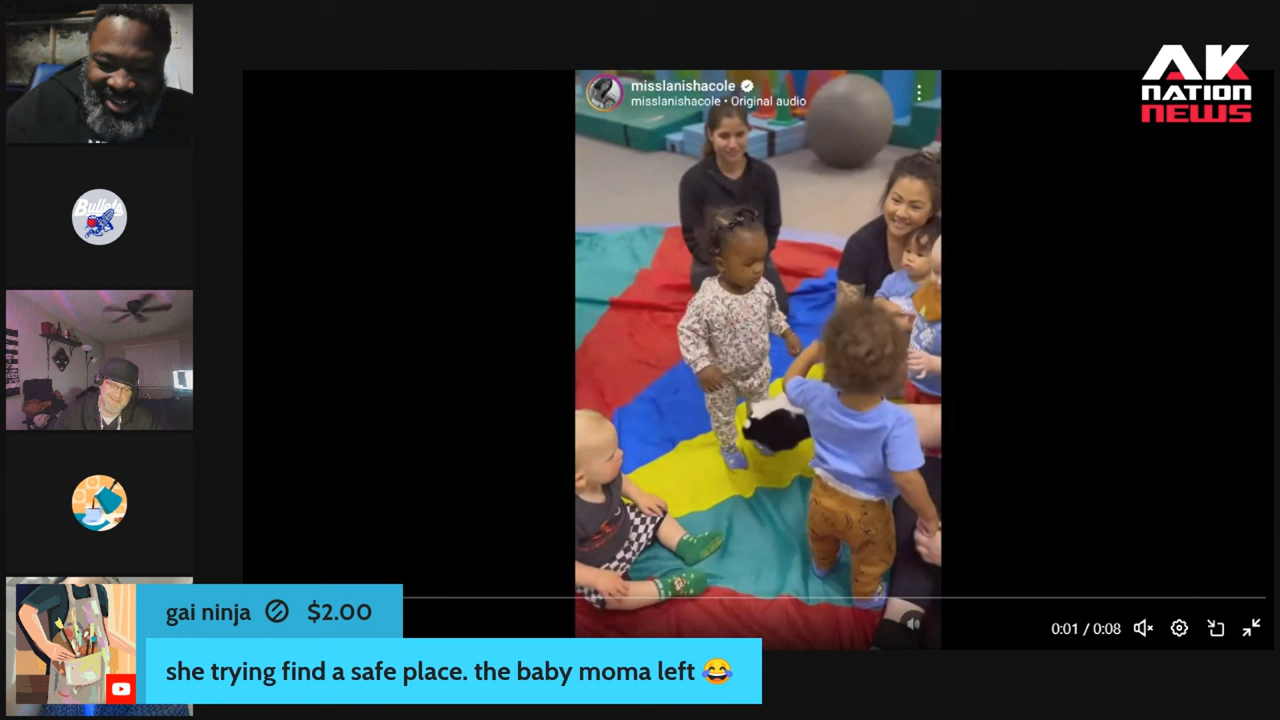 misslanishacole
misslanishacole • Original audio
AK
NATION
NEWS
Bullets
0:01 / 0:08
gai ninja $2.00
she trying find a safe place. the baby moma left 😂